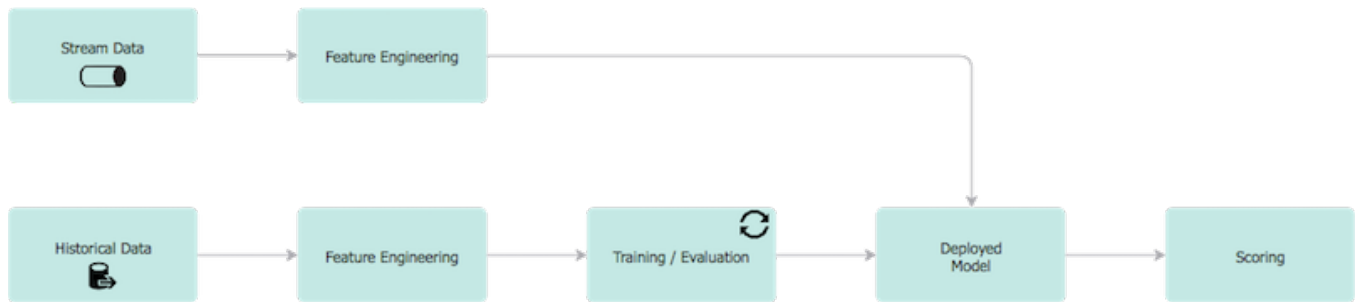 Stream Data
Feature Engineering
Historical Data
Feature Engineering
Training / Evaluation
Deployed
Model
Scoring